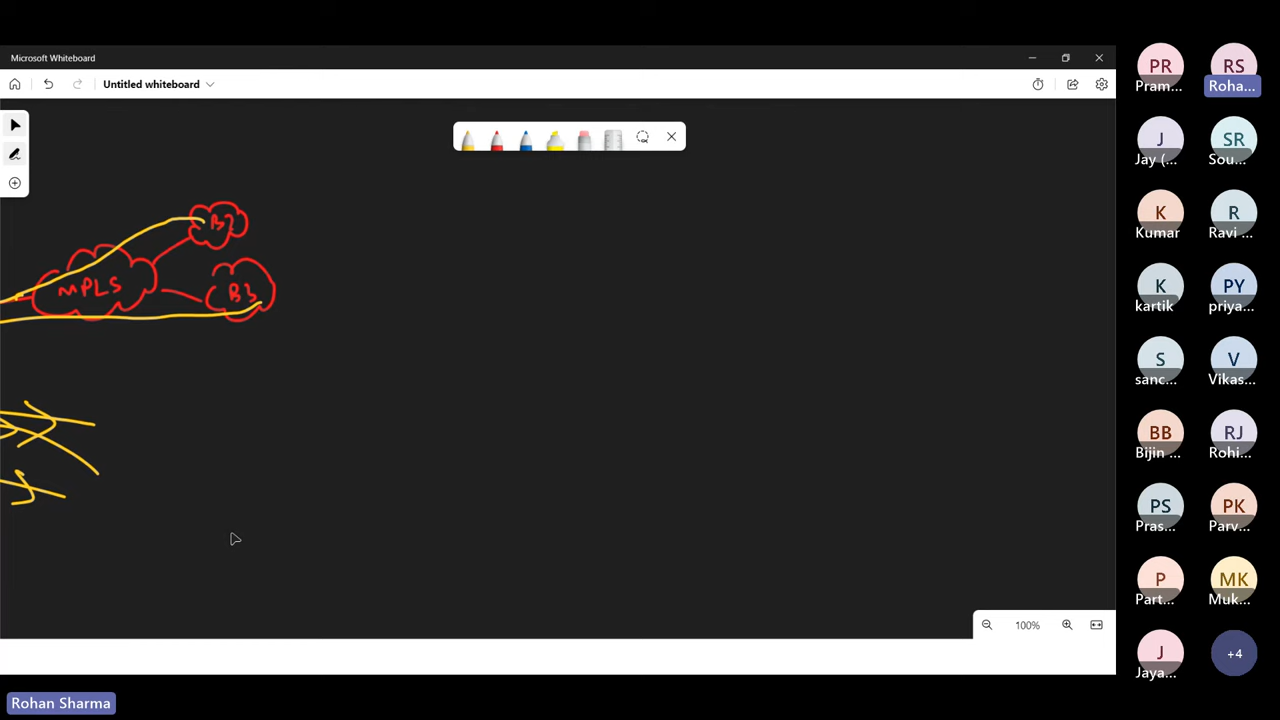 Microsoft Whiteboard
Untitled whiteboard
B2
MPLS
B3
100%
PR
Pram...
RS
Roha...
J
Jay (...
SR
Sou...
K
Kumar
R
Ravi ...
K
kartik
PY
priya...
S
sanc...
V
Vikas...
BB
Bijin ...
RJ
Rohi...
PS
Pras...
PK
Parv...
P
Part...
MK
Muk...
J
Jaya...
+4
Rohan Sharma